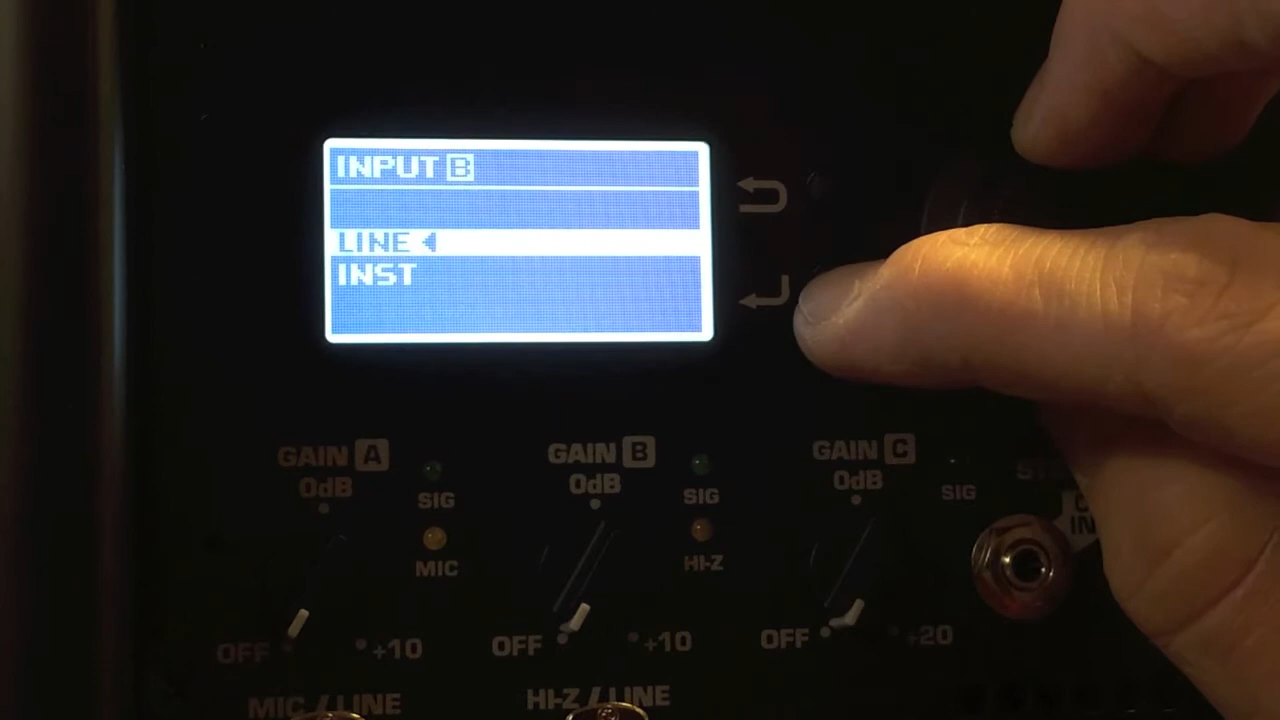 INPUT B
LINE
INST
GAIN A
GAIN B
GAIN C
0dB
0dB
0dB
SIG
SIG
SIG
IN
MIC
HI-Z
OFF
+10
OFF
+10
OFF
+20
MIC / LINE
HI-Z / LINE